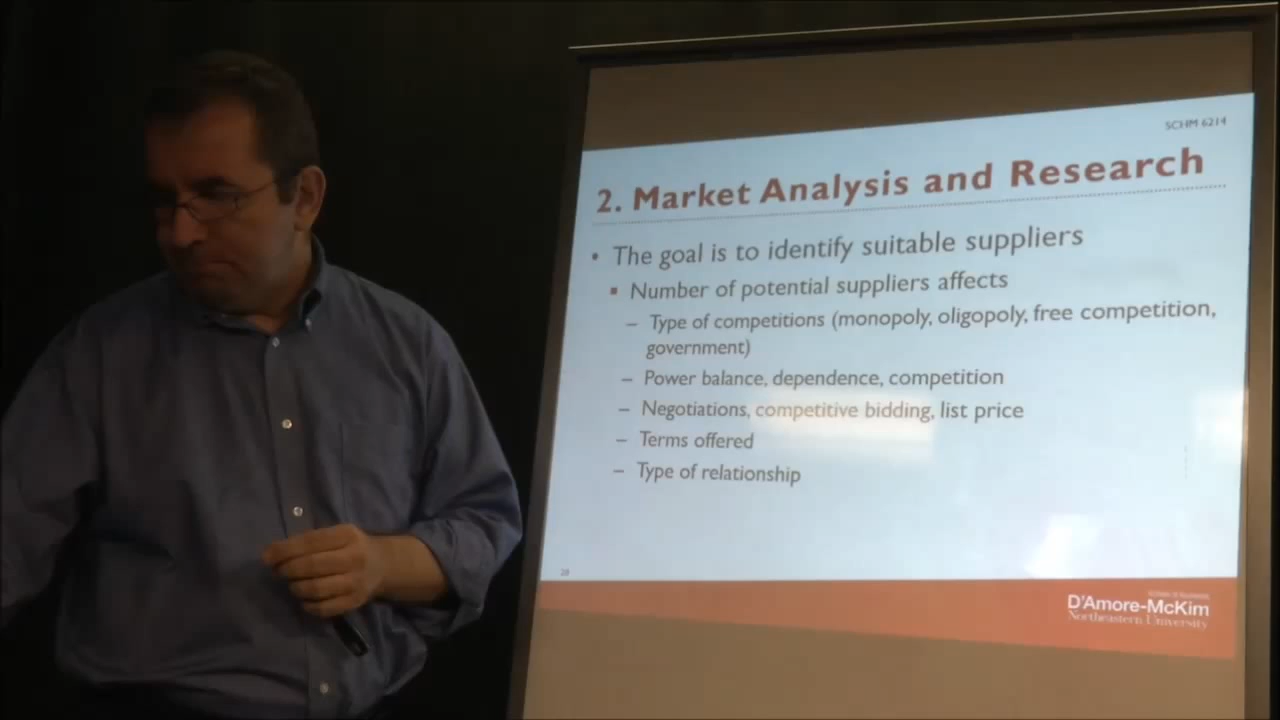 SCHM 6214
2. Market Analysis and Research
• The goal is to identify suitable suppliers
▪ Number of potential suppliers affects
– Type of competitions (monopoly, oligopoly, free competition,
government)
– Power balance, dependence, competition
– Negotiations, competitive bidding, list price
– Terms offered
– Type of relationship
D'Amore-McKim
Northeastern University